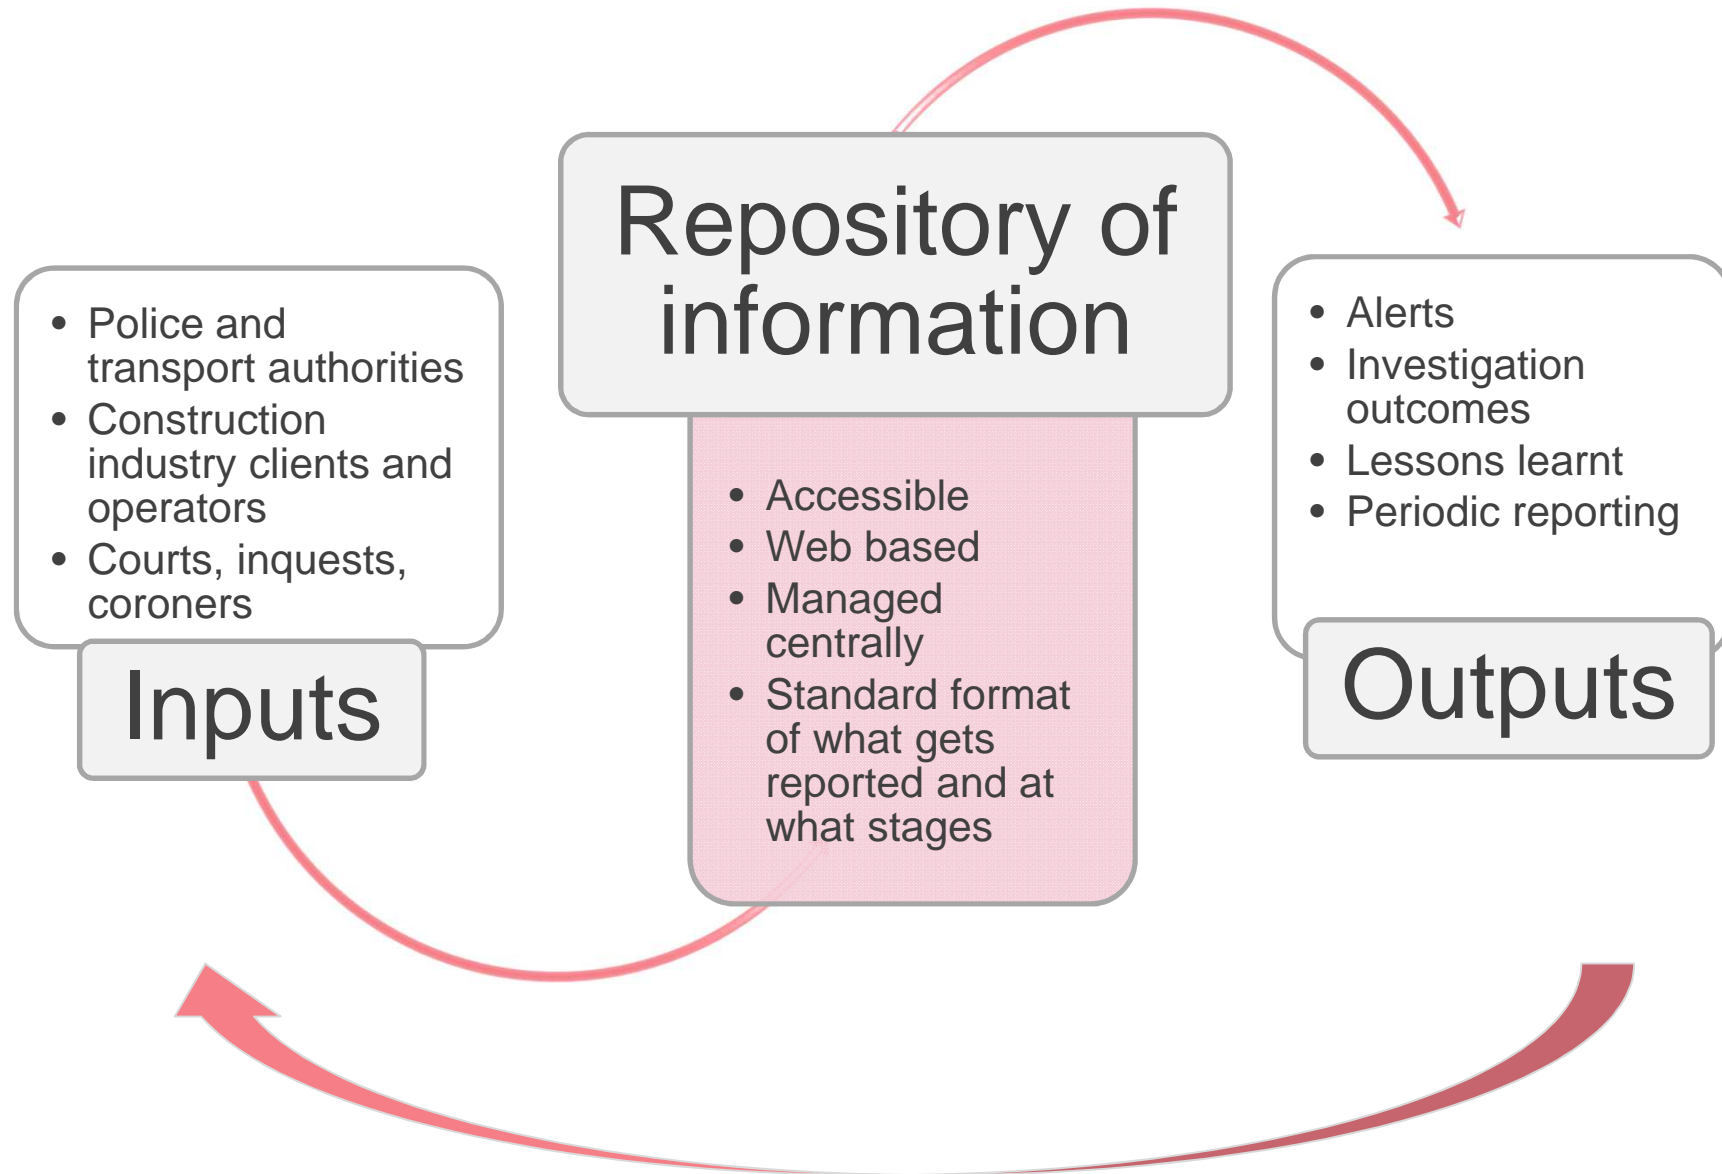 • Police and
transport authorities
• Construction
industry clients and
operators
• Courts, inquests,
coroners
Inputs
Repository of
information
• Accessible
• Web based
• Managed
centrally
• Standard format
of what gets
reported and at
what stages
• Alerts
• Investigation
outcomes
• Lessons learnt
• Periodic reporting
Outputs